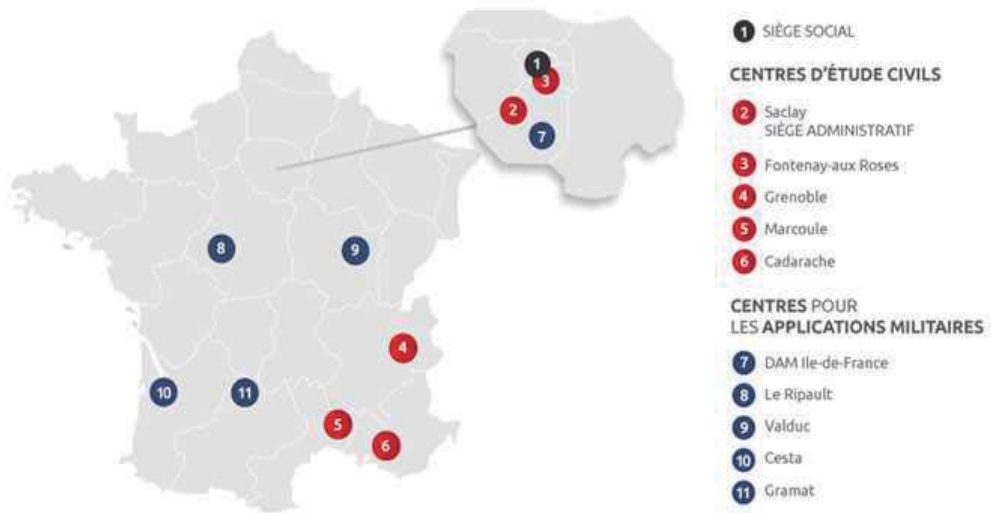 1
3
2
7
8
9
4
10
11
5
6
1 SIÈGE SOCIAL
CENTRES D'ÉTUDE CIVILS
2 Saclay
SIÈGE ADMINISTRATIF
3 Fontenay-aux Roses
4 Grenoble
5 Marcoule
6 Cadarache
CENTRES POUR
LES APPLICATIONS MILITAIRES
7 DAM Ile-de-France
8 Le Ripault
9 Valduc
10 Cesta
11 Gramat